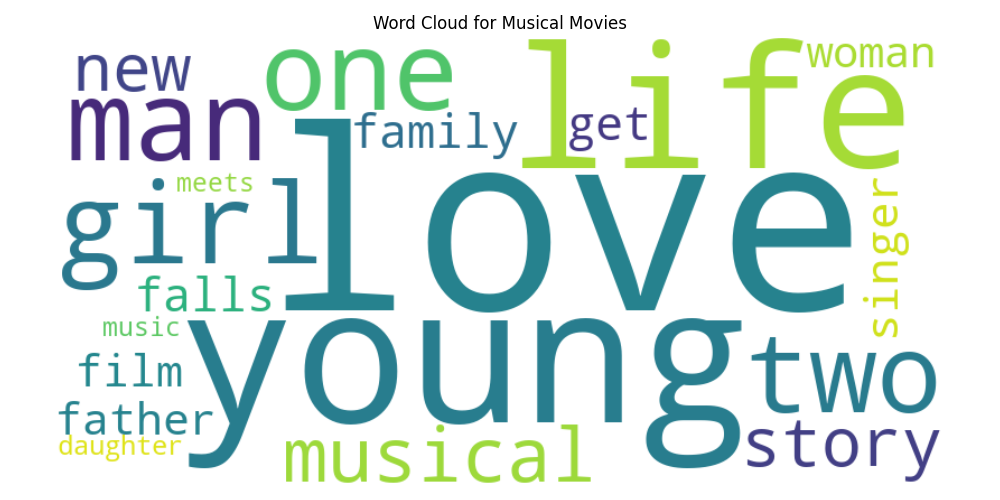 Word Cloud for Musical Movies
new
one
life
woman
man
family
get
love
meets
girl
singer
falls
music
young
two
film
father
daughter
musical
story